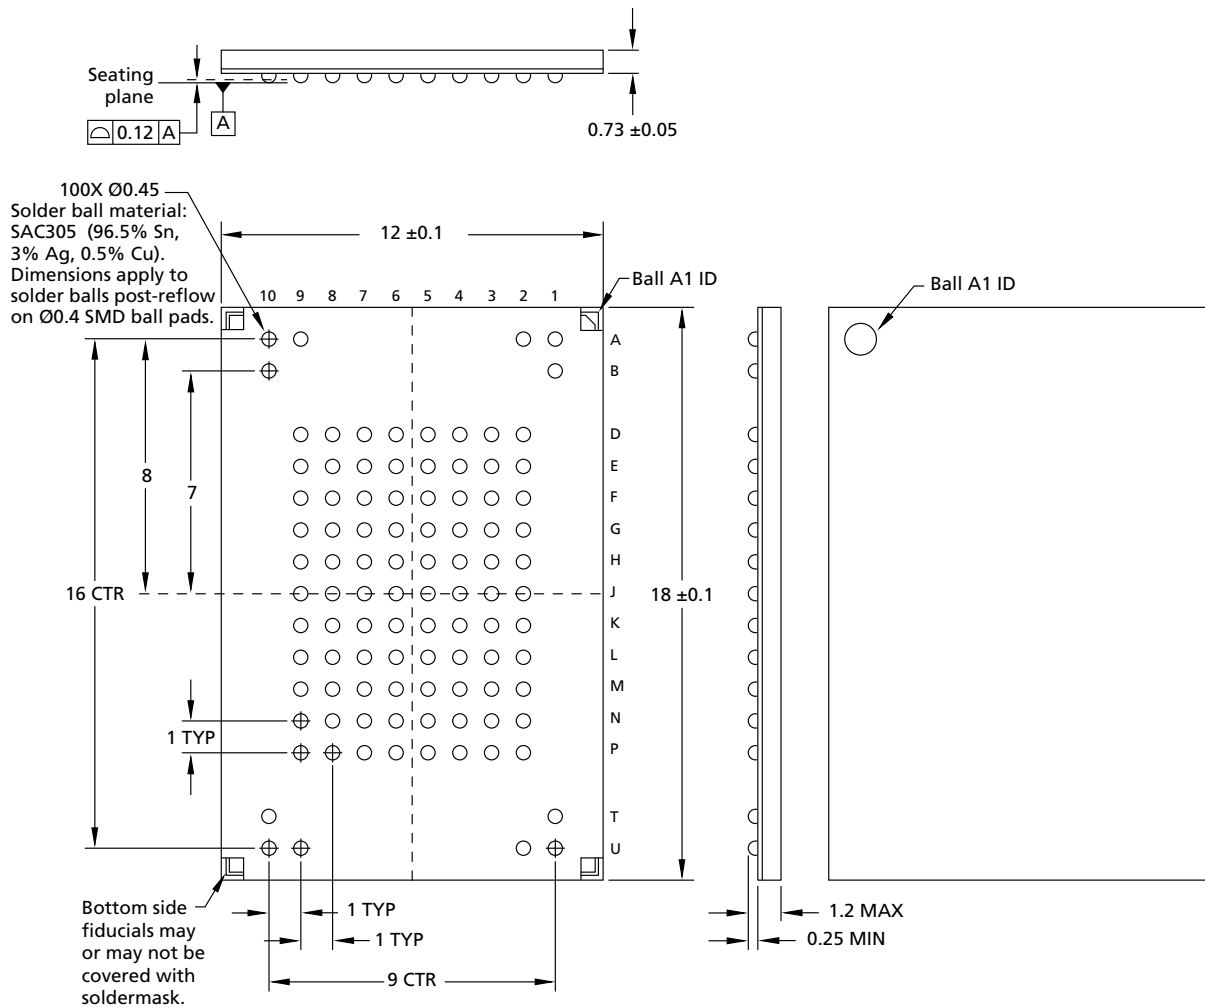 Seating
plane
0.12 A
A
0.73 ±0.05
100X Ø0.45
Solder ball material:
SAC305 (96.5% Sn,
3% Ag, 0.5% Cu).
Dimensions apply to
solder balls post-reflow
on Ø0.4 SMD ball pads.
12 ±0.1
Ball A1 ID
Ball A1 ID
10 9 8 7 6 5 4 3 2 1
A
B
D
E
F
G
H
J
K
L
M
N
P
T
U
8
7
16 CTR
18 ±0.1
1 TYP
Bottom side
fiducials may
or may not be
covered with
soldermask.
1 TYP
1 TYP
9 CTR
1.2 MAX
0.25 MIN